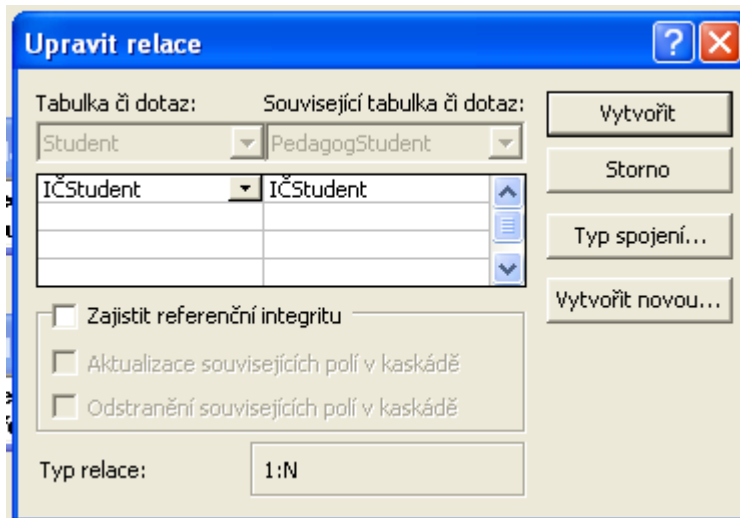 Upravit relace
Tabulka či dotaz: Související tabulka či dotaz:
Student PedagogStudent
IČStudent IČStudent
Zajistit referenční integritu
Aktualizace souvisejících polí v kaskádě
Odstranění souvisejících polí v kaskádě
Typ relace: 1:N
Vytvořit
Storno
Typ spojení...
Vytvořit novou...